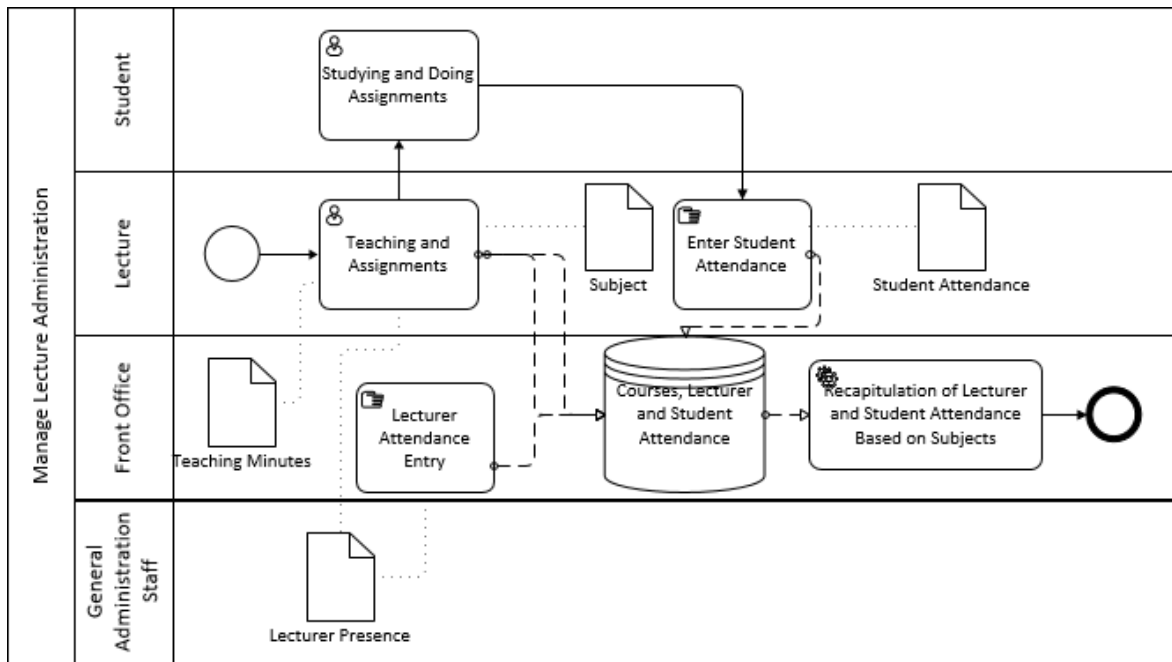 Manage Lecture Administration
Student
Studying and Doing
Assignments
Lecture
Teaching and
Assignments
Subject
Enter Student
Attendance
Student Attendance
Front Office
Teaching Minutes
Lecturer
Attendance
Entry
Courses, Lecturer
and Student
Attendance
Recapitulation of Lecturer
and Student Attendance
Based on Subjects
General
Administration
Staff
Lecturer Presence